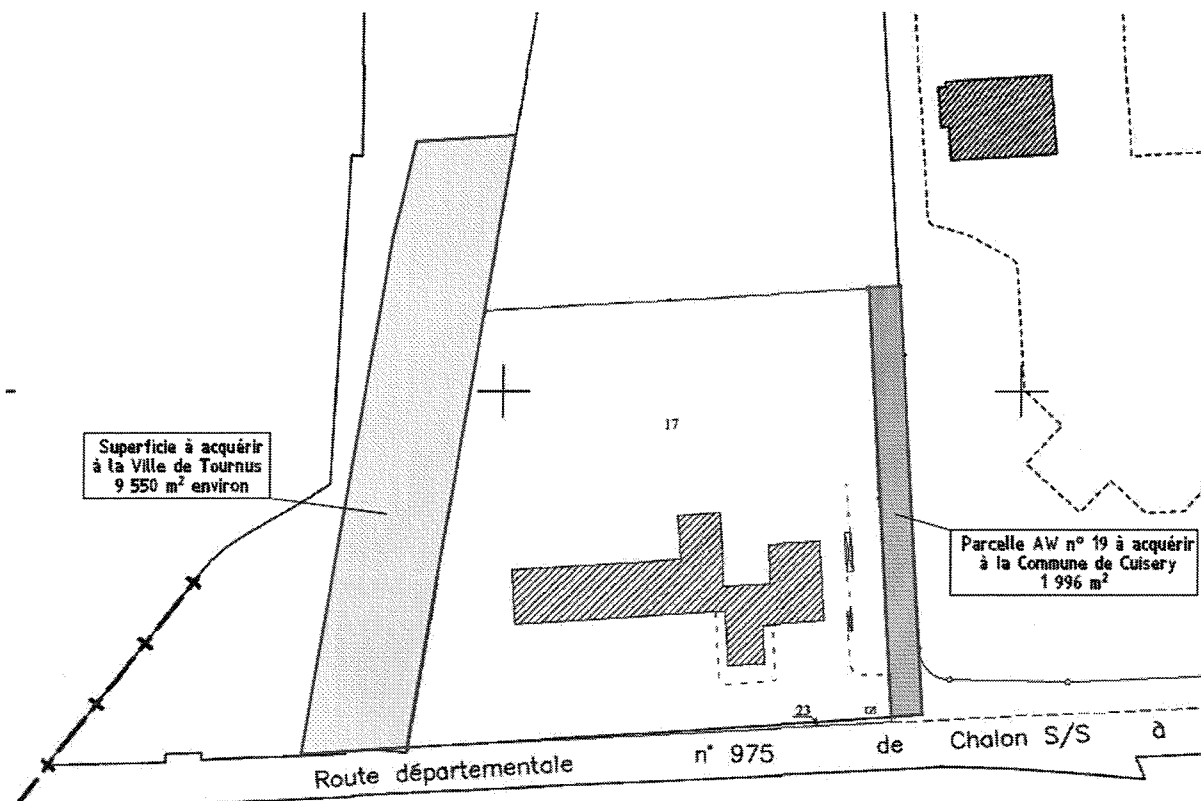 17
Superficie à acquérir
à la Ville de Tournus
9 550 m² environ
Parcelle AW n° 19 à acquérir
à la Commune de Cuisery
1 996 m²
23
Route départementale n° 975 de Chalon S/S à